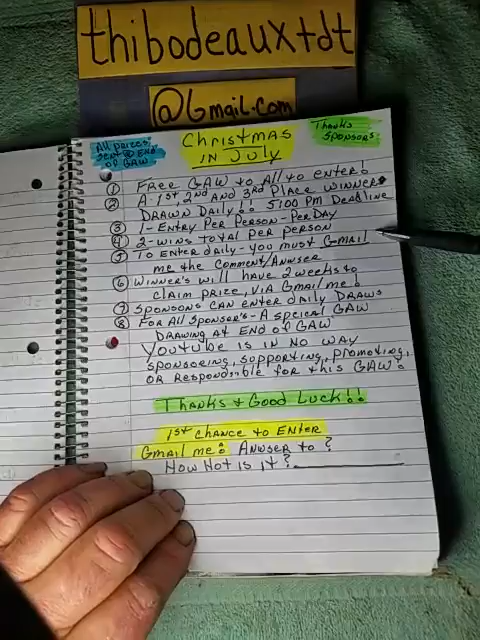 thibodeauxtdt
@Gmail.com
All prizes
sent @ End
of GAW
Christmas
in July
Thanks
Sponsors
① Free GAW to All to enter!
② A 1st 2nd and 3rd Place winners
Drawn Daily!! 5:00 PM Deadline
③ 1-Entry Per Person-Per Day
④ 2-wins total per person
⑤ To Enter daily-you must Gmail
me the comment/Anwser
⑥ Winner's will have 2 weeks to
claim prize, via Gmail me!
⑦ Sponsors can enter daily Draws
⑧ For All Sponser's-A special GAW
Drawing at End of GAW
Youtube is in no way
sponsering, supporting, promoting,
or responsible for this GAW!
Thanks + Good Luck!!
1st chance to Enter
Gmail me: Anwser to?
How Hot is it?